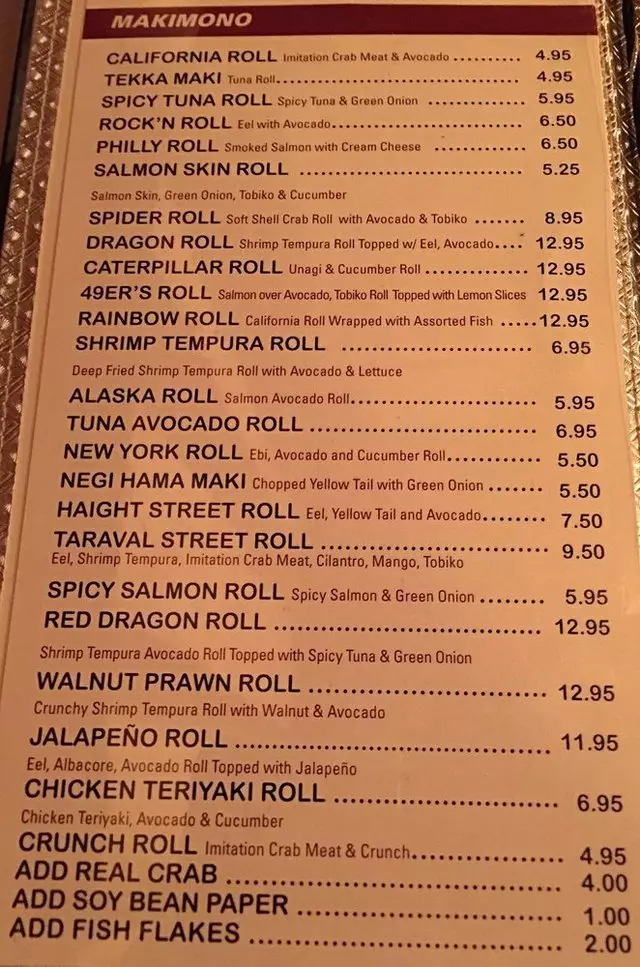 MAKIMONO
CALIFORNIA ROLL Imitation Crab Meat & Avocado .......... 4.95
TEKKA MAKI Tuna Roll................................... 4.95
SPICY TUNA ROLL Spicy Tuna & Green Onion .............. 5.95
ROCK'N ROLL Eel with Avocado........................... 6.50
PHILLY ROLL Smoked Salmon with Cream Cheese ............. 6.50
SALMON SKIN ROLL .................................. 5.25
Salmon Skin, Green Onion, Tobiko & Cucumber
SPIDER ROLL Soft Shell Crab Roll with Avocado & Tobiko ....... 8.95
DRAGON ROLL Shrimp Tempura Roll Topped w/ Eel, Avocado.... 12.95
CATERPILLAR ROLL Unagi & Cucumber Roll .............. 12.95
49ER'S ROLL Salmon over Avocado, Tobiko Roll Topped with Lemon Slices 12.95
RAINBOW ROLL California Roll Wrapped with Assorted Fish .....12.95
SHRIMP TEMPURA ROLL .......................... 6.95
Deep Fried Shrimp Tempura Roll with Avocado & Lettuce
ALASKA ROLL Salmon Avocado Roll........................ 5.95
TUNA AVOCADO ROLL ............................... 6.95
NEW YORK ROLL Ebi, Avocado and Cucumber Roll............ 5.50
NEGI HAMA MAKI Chopped Yellow Tail with Green Onion ....... 5.50
HAIGHT STREET ROLL Eel, Yellow Tail and Avocado........ 7.50
TARAVAL STREET ROLL .............................. 9.50
Eel, Shrimp Tempura, Imitation Crab Meat, Cilantro, Mango, Tobiko
SPICY SALMON ROLL Spicy Salmon & Green Onion ........ 5.95
RED DRAGON ROLL ................................... 12.95
Shrimp Tempura Avocado Roll Topped with Spicy Tuna & Green Onion
WALNUT PRAWN ROLL ............................... 12.95
Crunchy Shrimp Tempura Roll with Walnut & Avocado
JALAPEÑO ROLL ......................................... 11.95
Eel, Albacore, Avocado Roll Topped with Jalapeño
CHICKEN TERIYAKI ROLL ............................. 6.95
Chicken Teriyaki, Avocado & Cucumber
CRUNCH ROLL Imitation Crab Meat & Crunch.................... 4.95
ADD REAL CRAB ............................................ 4.00
ADD SOY BEAN PAPER ................................... 1.00
ADD FISH FLAKES ......................................... 2.00